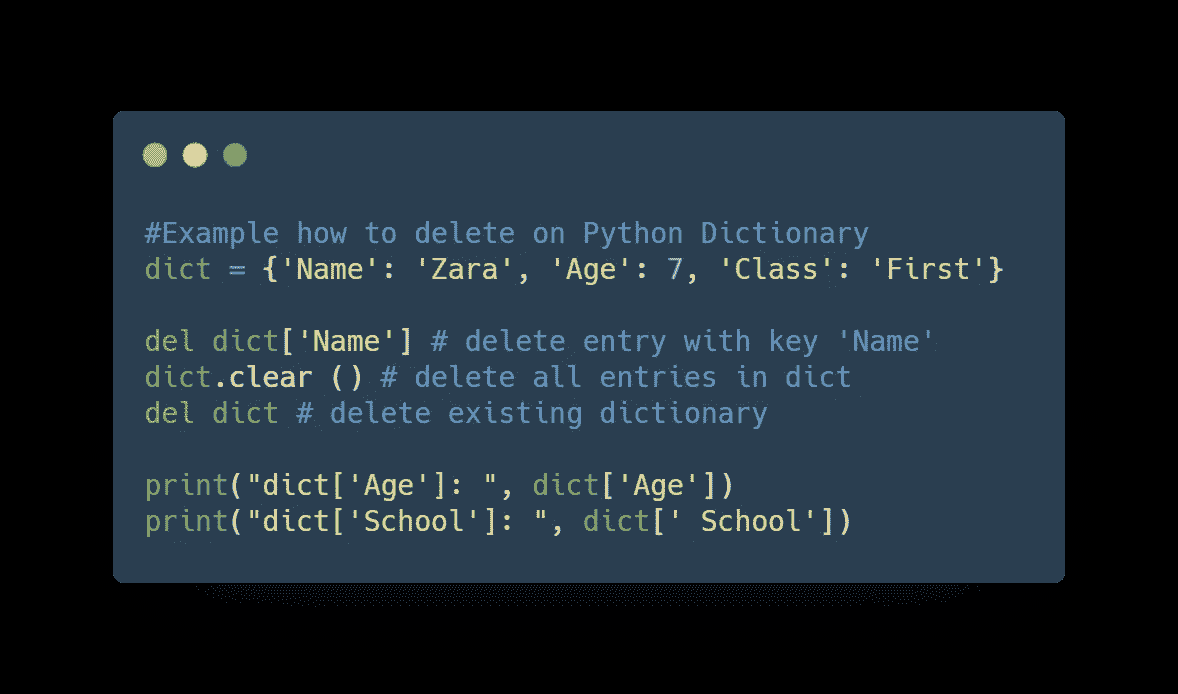 #Example how to delete on Python Dictionary
dict = {'Name': 'Zara', 'Age': 7, 'Class': 'First'}
del dict['Name'] # delete entry with key 'Name'
dict.clear () # delete all entries in dict
del dict # delete existing dictionary
print("dict['Age']: ", dict['Age'])
print("dict['School']: ", dict[' School'])